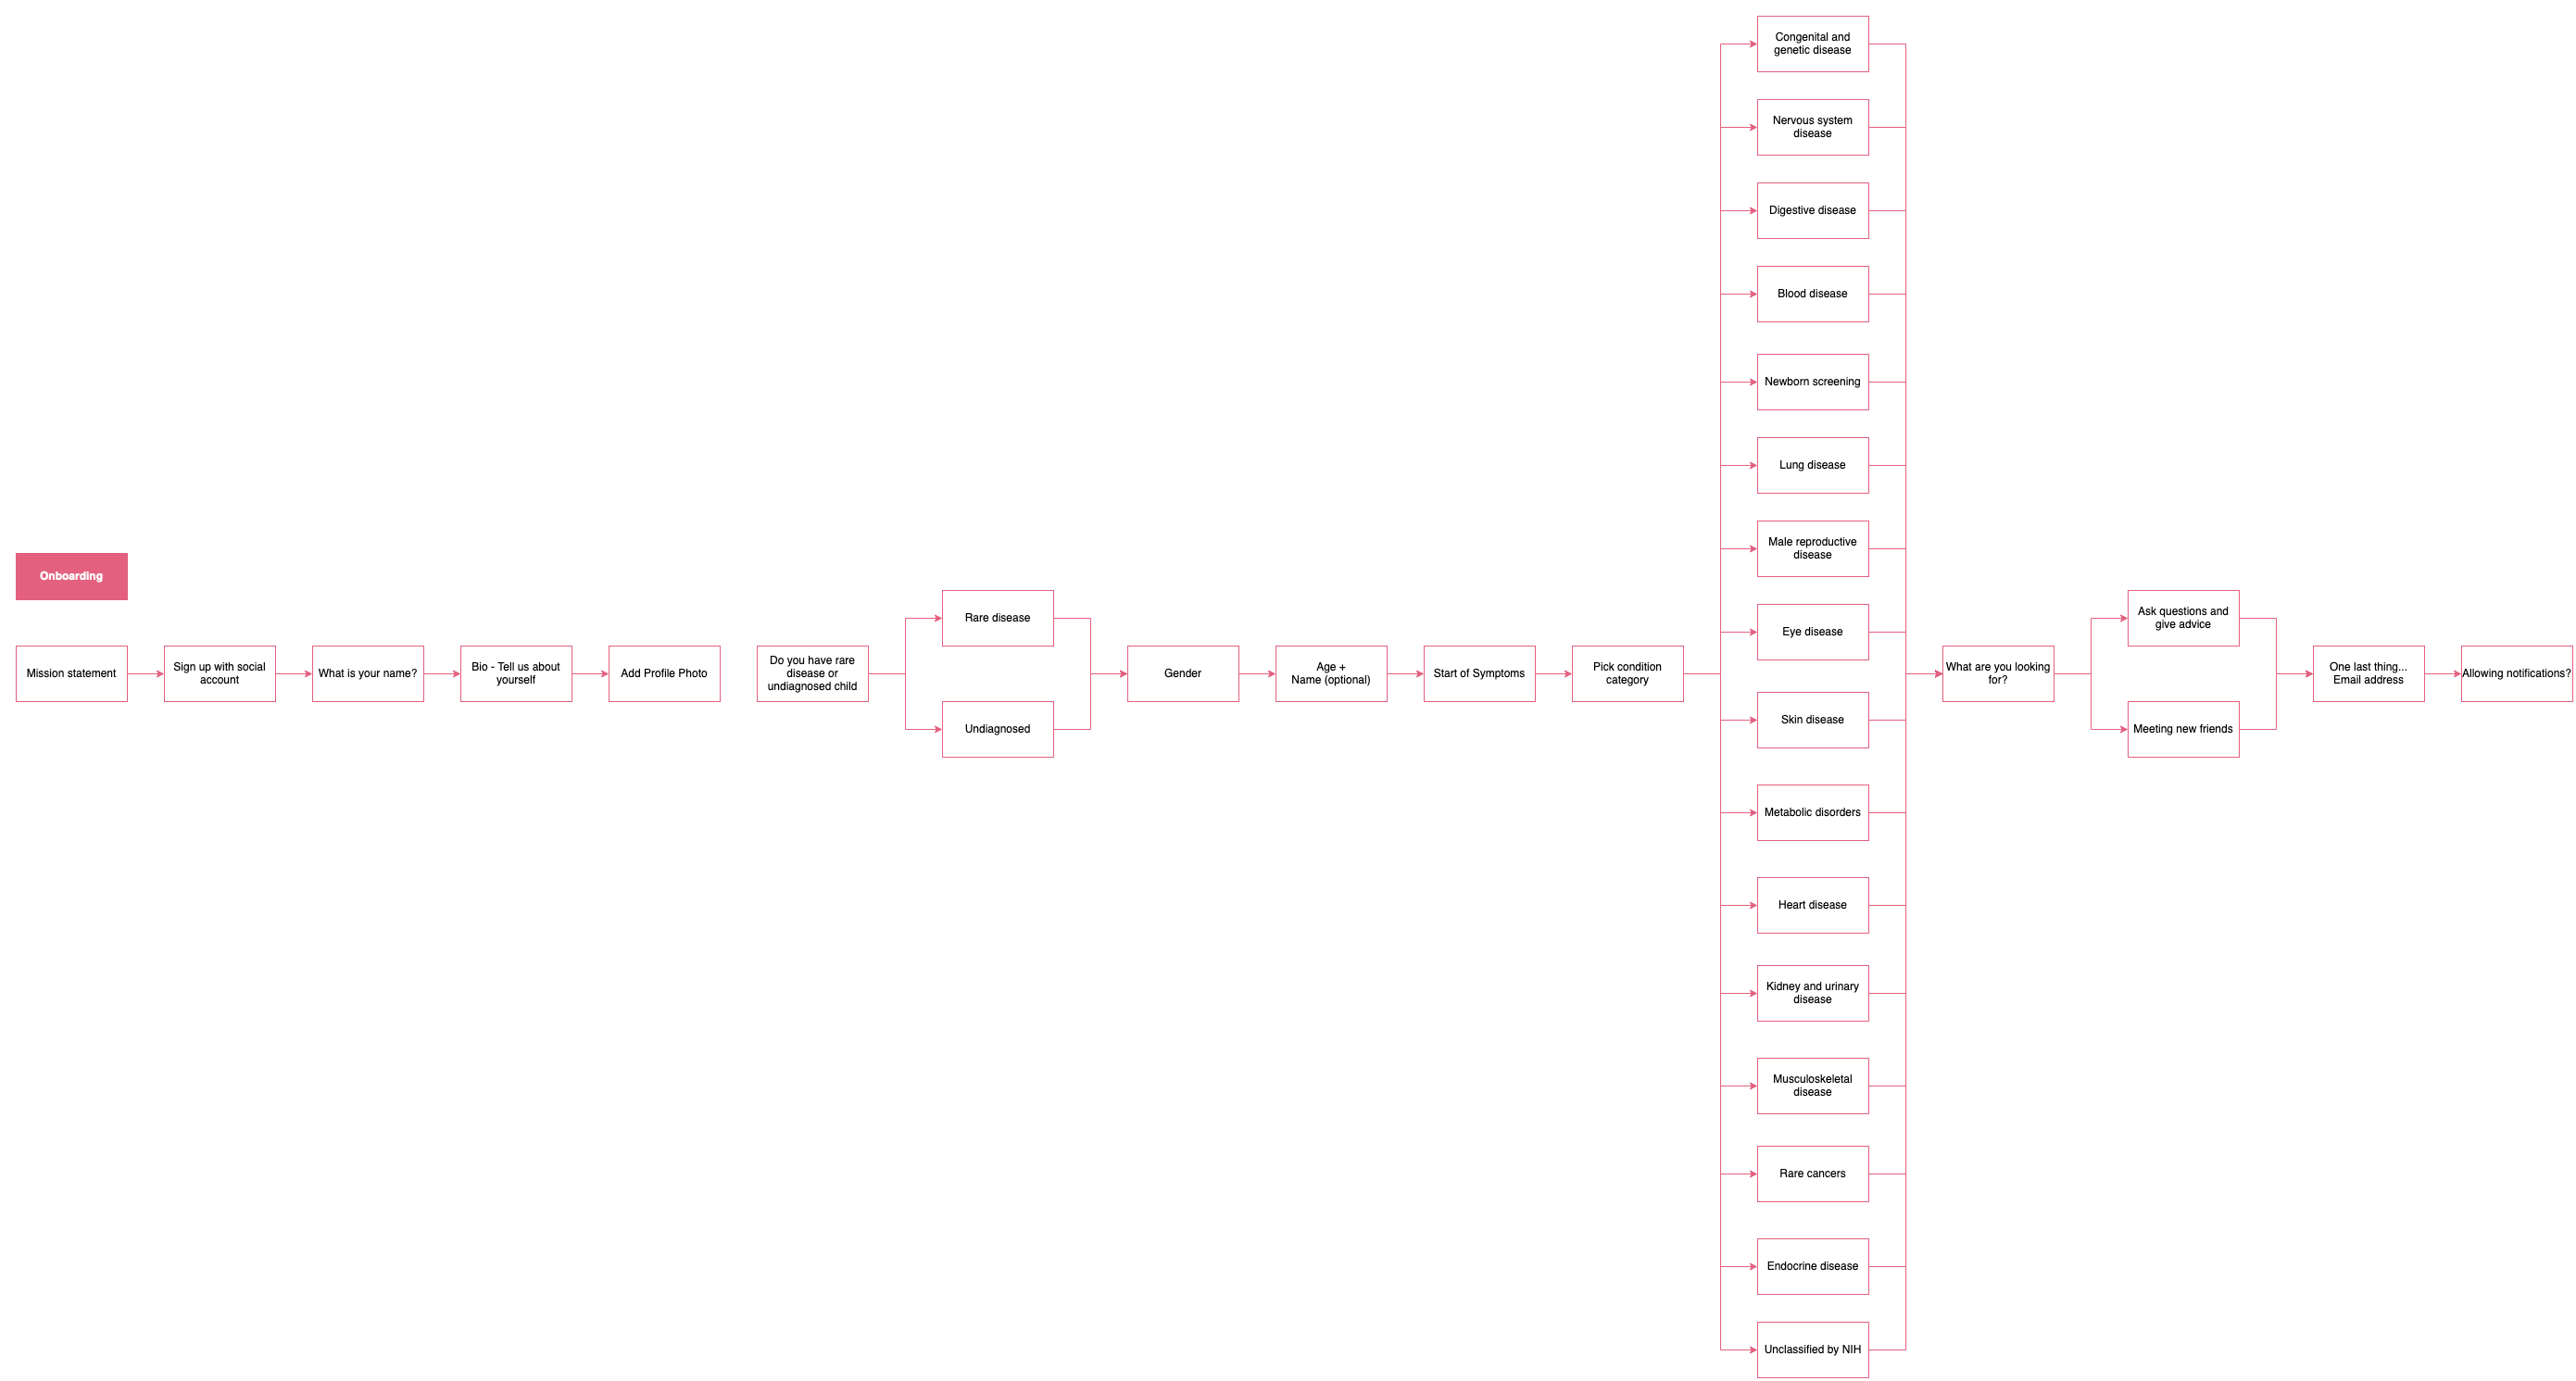 Onboarding
Mission statement
Sign up with social
account
What is your name?
Bio - Tell us about
yourself
Add Profile Photo
Do you have rare
disease or
undiagnosed child
Rare disease
Undiagnosed
Gender
Age +
Name (optional)
Start of Symptoms
Pick condition
category
Congenital and
genetic disease
Nervous system
disease
Digestive disease
Blood disease
Newborn screening
Lung disease
Male reproductive
disease
Eye disease
Skin disease
Metabolic disorders
Heart disease
Kidney and urinary
disease
Musculoskeletal
disease
Rare cancers
Endocrine disease
Unclassified by NIH
What are you looking
for?
Ask questions and
give advice
Meeting new friends
One last thing...
Email address
Allowing notifications?